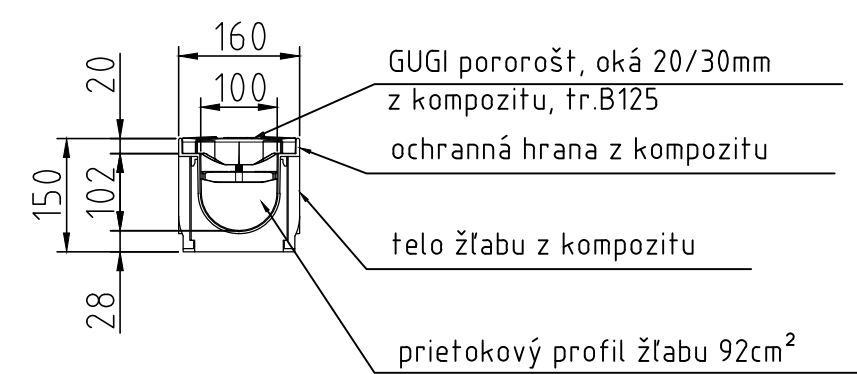 160
GUGI pororošt, oká 20/30mm
20
100
z kompozitu, tr.B125
ochranná hrana z kompozitu
150
102
telo žľabu z kompozitu
28
prietokový profil žľabu 92cm²